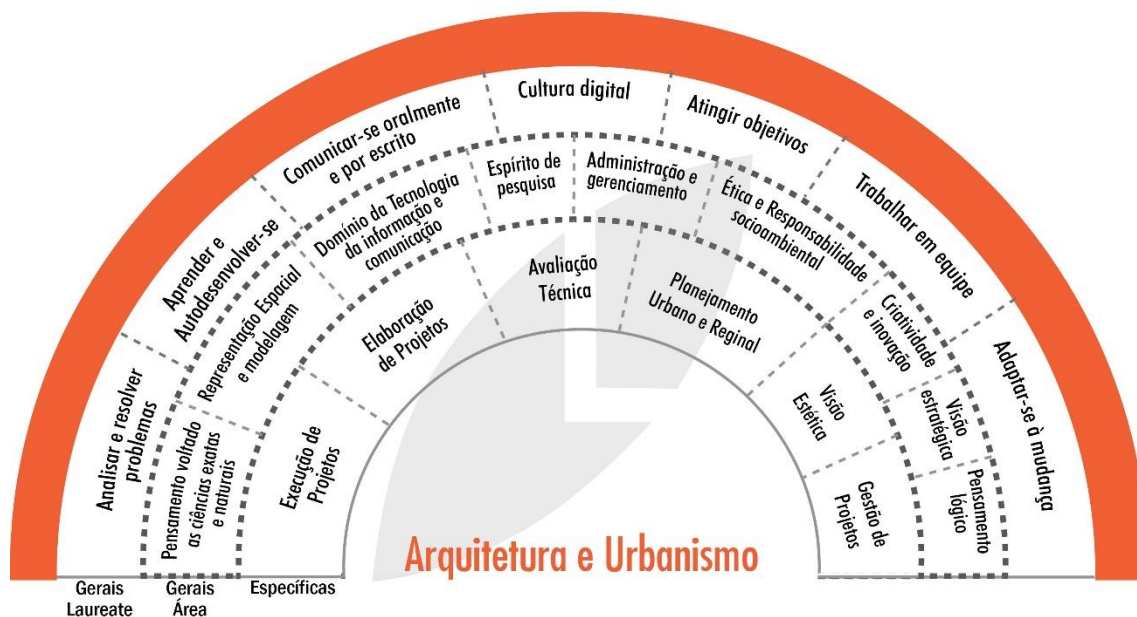 Analisar e resolver
problemas
Aprender e
Autodesenvolver-se
Comunicar-se oralmente
e por escrito
Cultura digital
Atingir objetivos
Trabalhar em equipe
Adaptar-se à mudança
Pensamento voltado
as ciências exatas
e naturais
Representação Espacial
e modelagem
Domínio da Tecnologia
da informação e
comunicação
Espírito de
pesquisa
Administração e
gerenciamento
Ética e Responsabilidade
socioambiental
Criatividade
e inovação
Visão
estratégica
Pensamento
lógico
Execução de
Projetos
Elaboração
de Projetos
Avaliação
Técnica
Planejamento
Urbano e Reginal
Visão
Estética
Gestão de
Projetos
Arquitetura e Urbanismo
Gerais
Laureate
Gerais
Área
Específicas